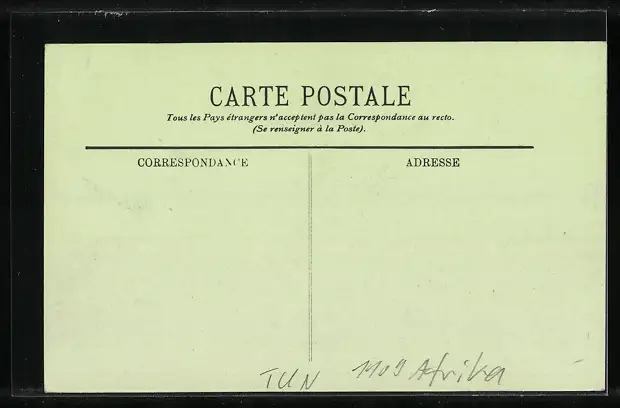 CARTE POSTALE
Tous les Pays étrangers n'acceptent pas la Correspondance au recto.
(Se renseigner à la Poste).
CORRESPONDANCE
ADRESSE
TUN 1109 Afrika